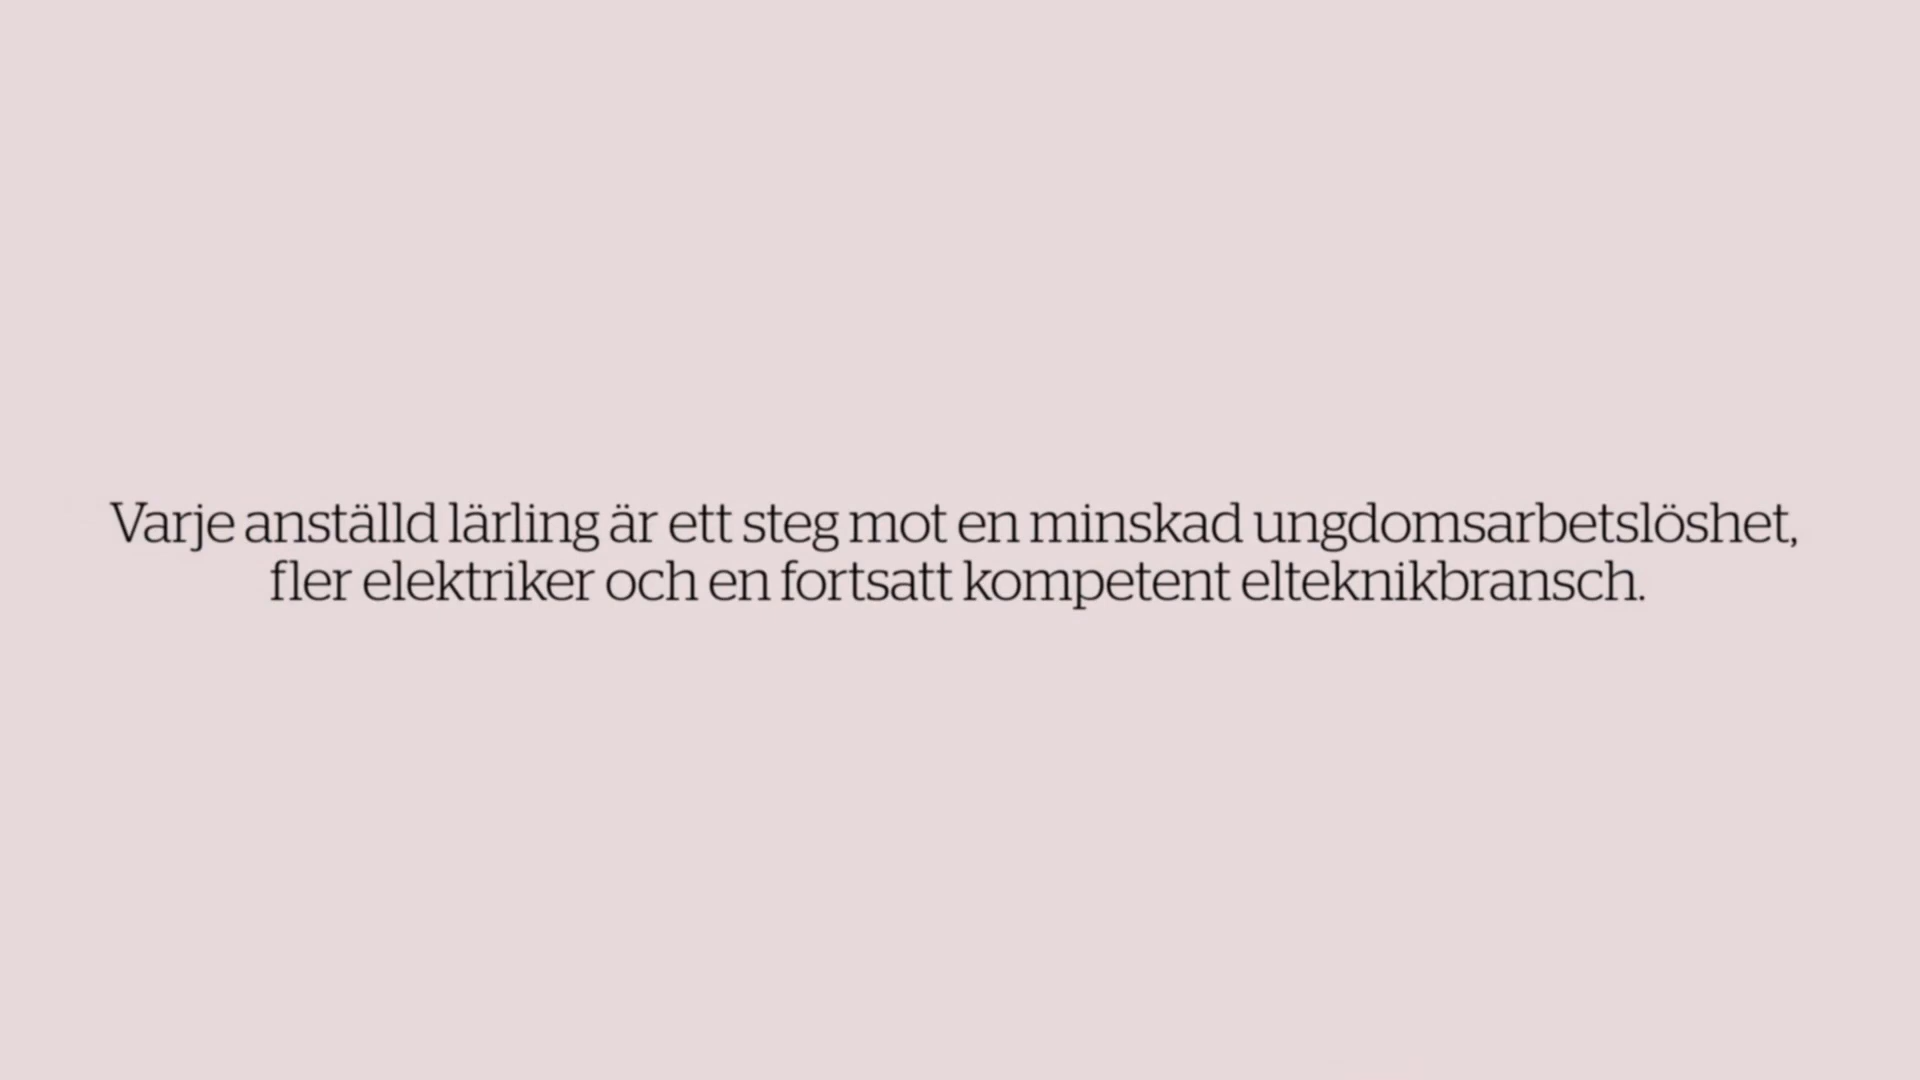 Varje anställd lärling är ett steg mot en minskad ungdomsarbetslöshet,
fler elektriker och en fortsatt kompetent elteknikbransch.